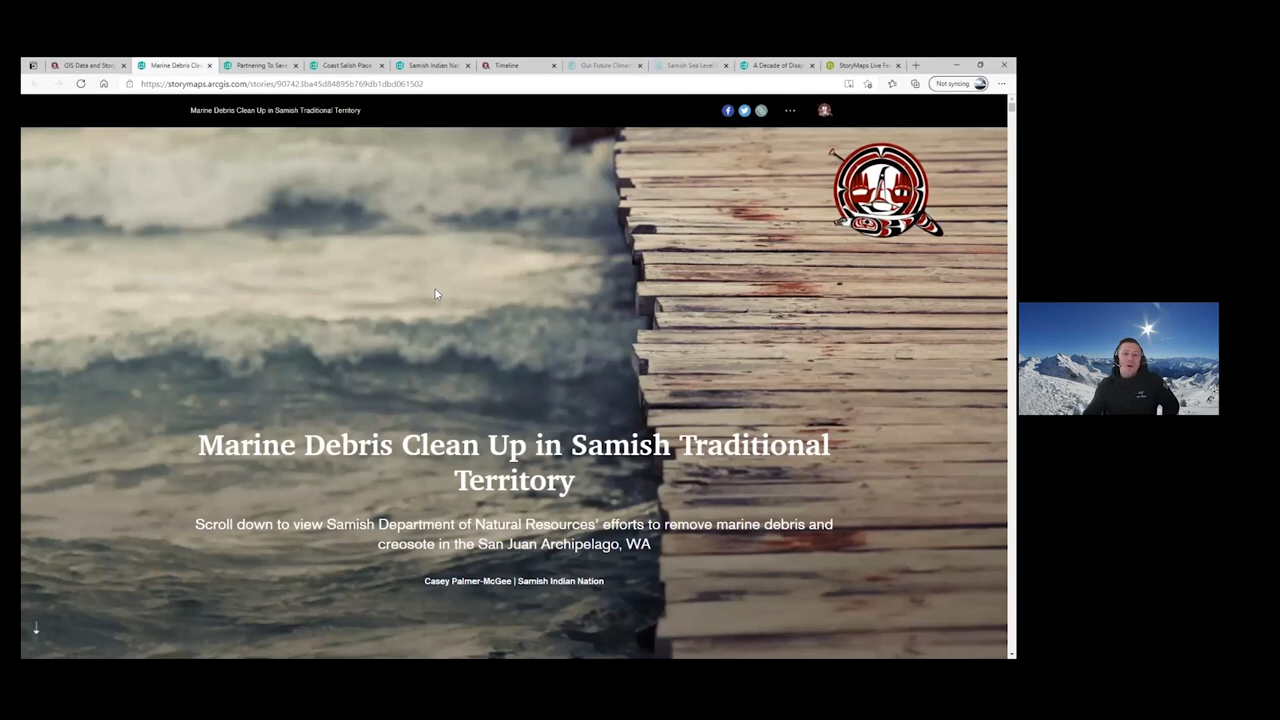 GIS Data and Story
Marine Debris Cle
Partnering To Save
Coast Salish Place
Samish Indian Nat
Timeline
Our Future Climat
Samish Sea Level
A Decade of Disap
StoryMaps Live Fe
https://storymaps.arcgis.com/stories/907423ba45d84895b769db1dbd061502
Not syncing
Marine Debris Clean Up in Samish Traditional Territory
Marine Debris Clean Up in Samish Traditional
Territory
Scroll down to view Samish Department of Natural Resources' efforts to remove marine debris and
creosote in the San Juan Archipelago, WA
Casey Palmer-McGee | Samish Indian Nation